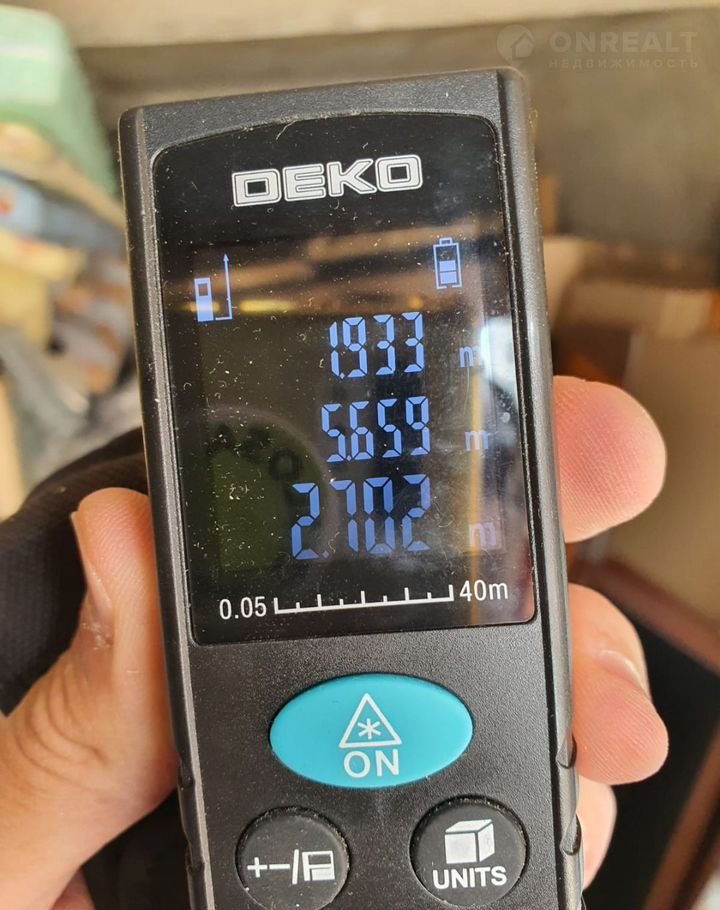 ONREALT
НЕДВИЖИМОСТЬ
DEKO
1.933 m
5.659 m
2.702 m
0.05 40m
ON
+-/
UNITS